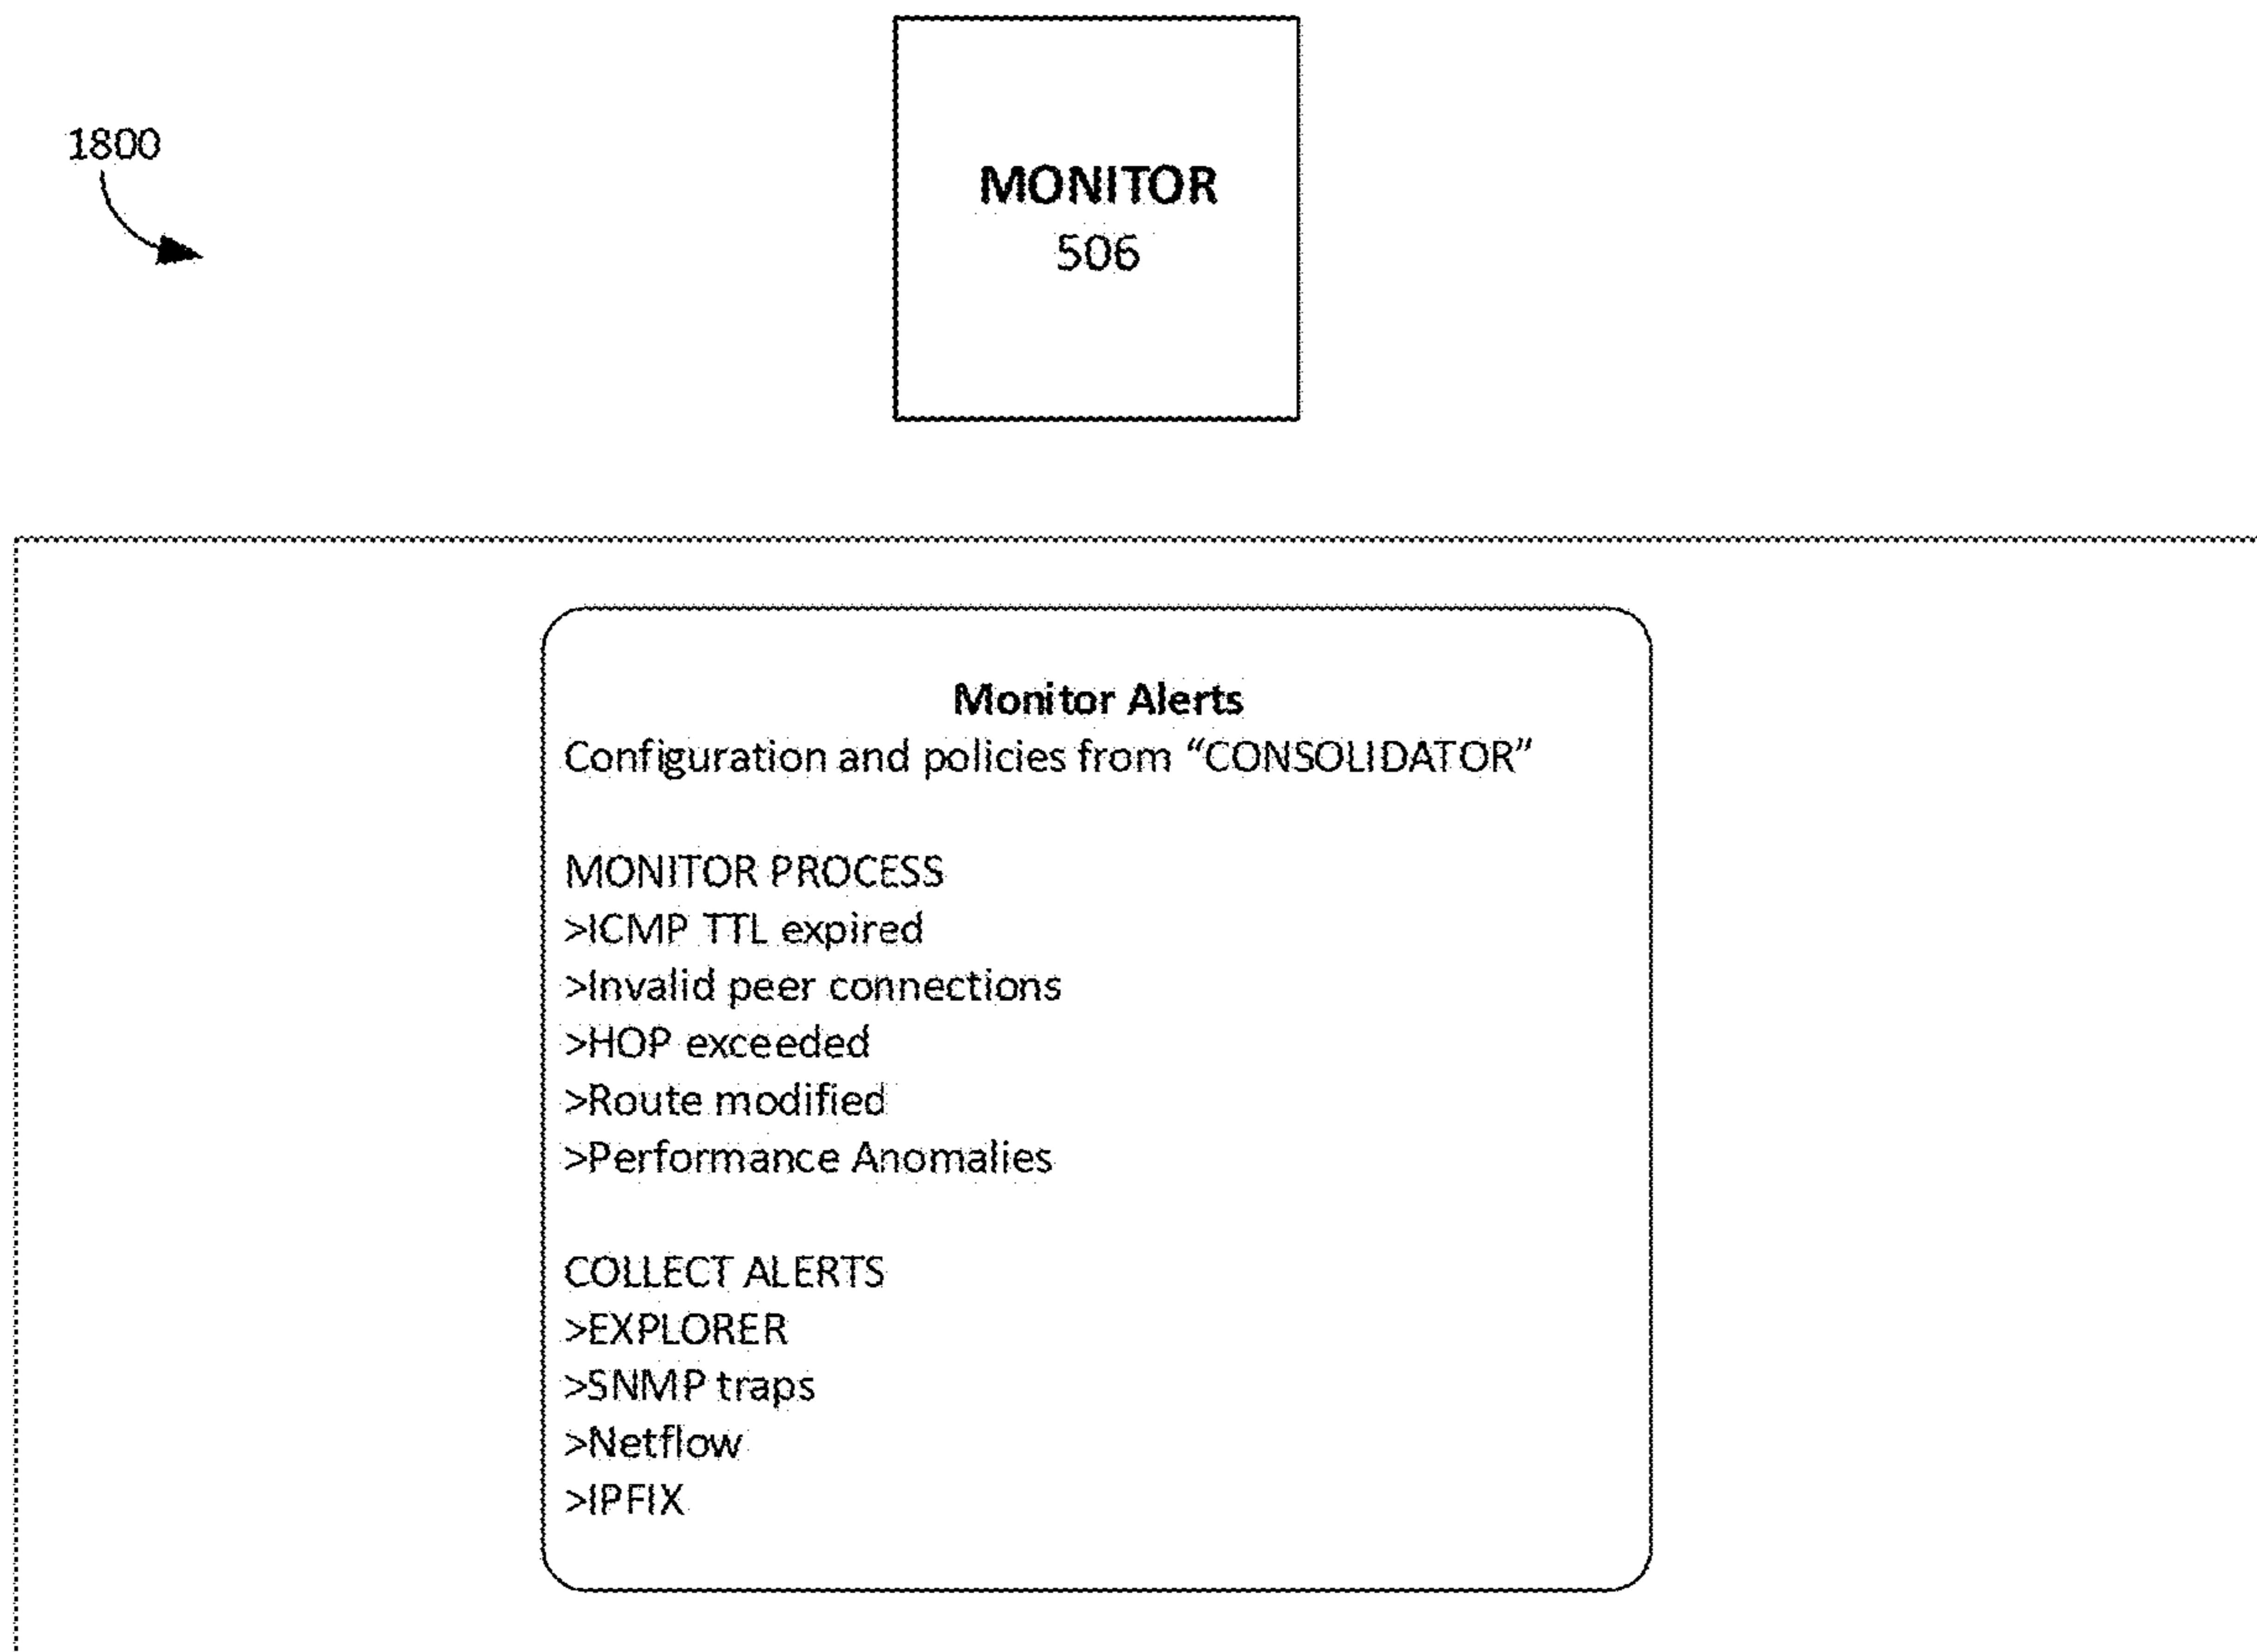 1800
MONITOR
506
Monitor Alerts
Configuration and policies from “CONSOLIDATOR”
MONITOR PROCESS
>ICMP TTL expired
>Invalid peer connections
>HOP exceeded
>Route modified
>Performance Anomalies
COLLECT ALERTS
>EXPLORER
>SNMP traps
>Netflow
>IPFIX